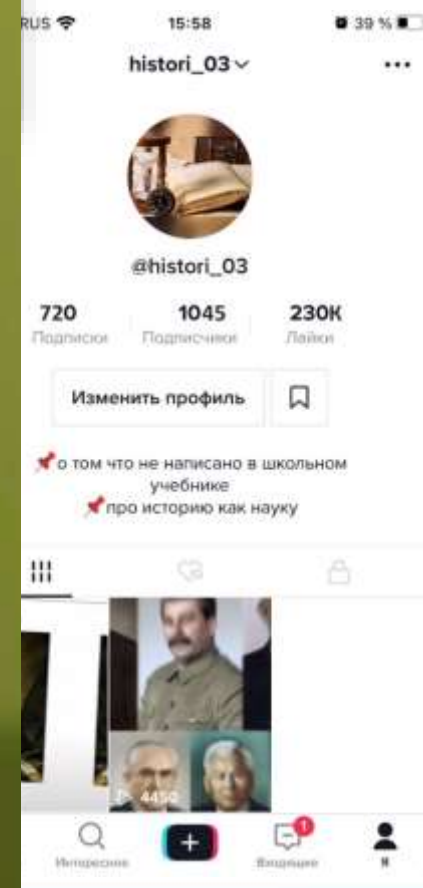 RUS 15:58 39 %
histori_03
@histori_03
720 1045 230K
Подписки Подписчики Лайки
Изменить профиль
о том что не написано в школьном
учебнике
про историю как науку
4450
1
Интересное Входящие Я